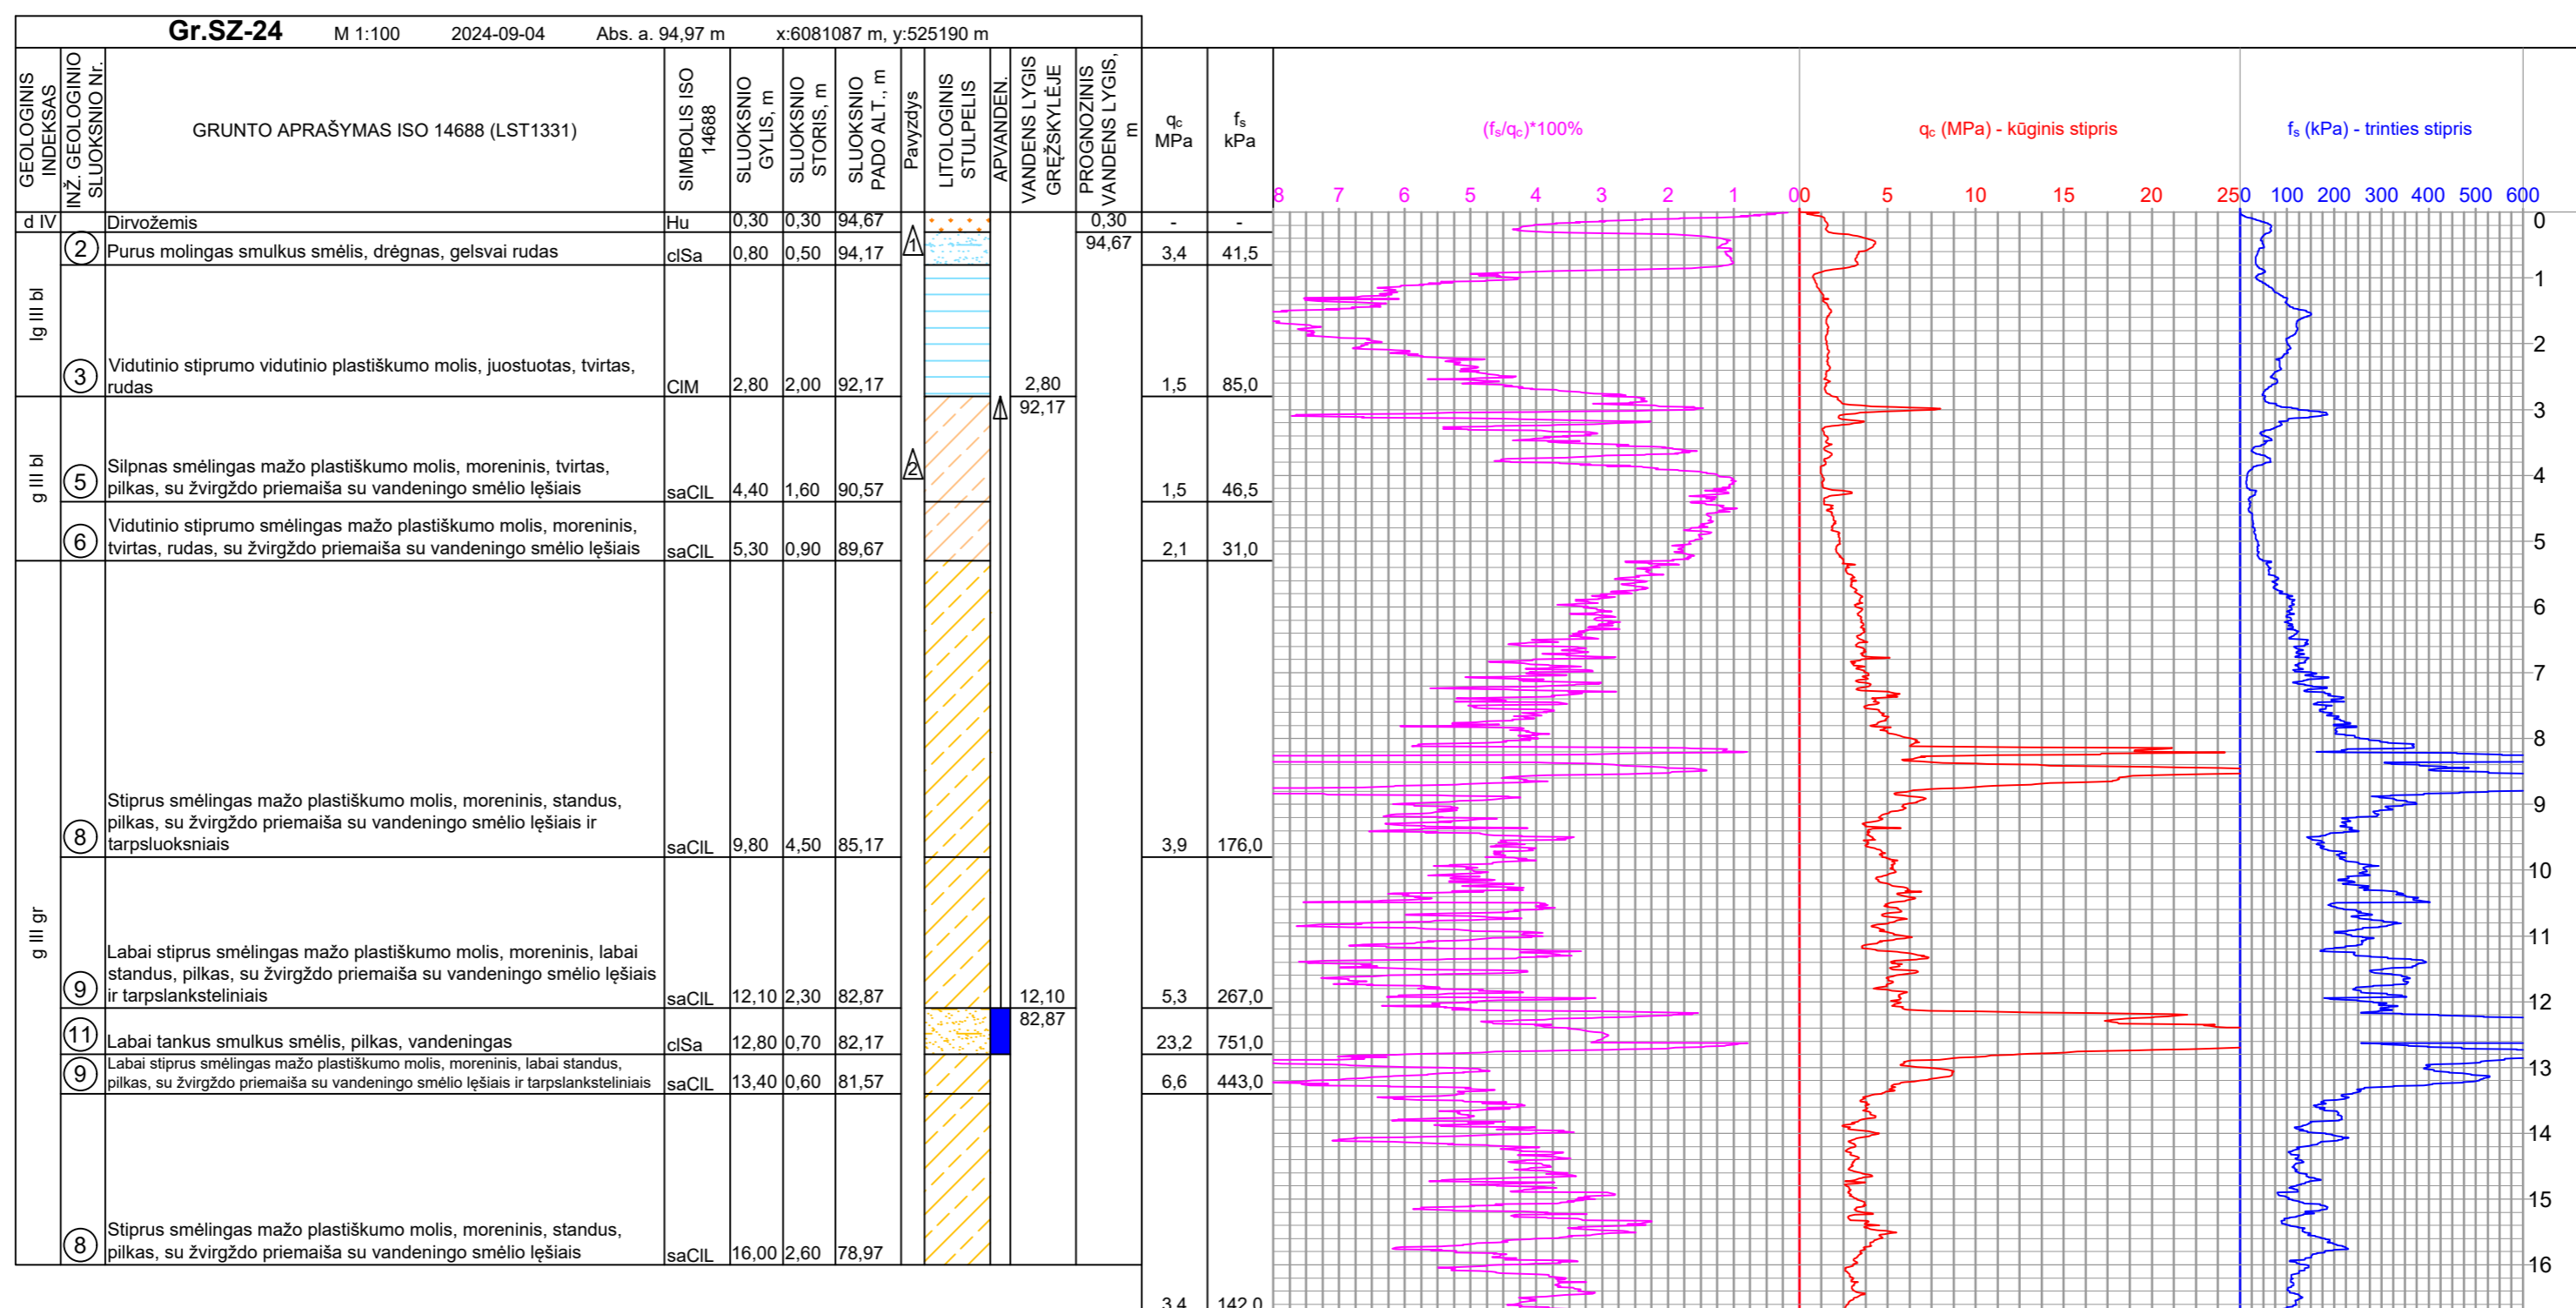 Gr.SZ-24 M 1:100 2024-09-04 Abs. a. 94,97 m x:6081087 m, y:525190 m
GEOLOGINIS
INDEKSAS
INŽ. GEOLOGINIO
SLUOKSNIO Nr.
GRUNTO APRAŠYMAS ISO 14688 (LST1331)
SIMBOLIS ISO
14688
SLUOKSNIO
GYLIS, m
SLUOKSNIO
STORIS, m
SLUOKSNIO
PADO ALT., m
Pavyzdys
LITOLOGINIS
STULPELIS
APVANDEN.
VANDENS LYGIS
GRĘŽSKYLĖJE
PROGNOZINIS
VANDENS LYGIS,
m
qc
MPa
fs
kPa
(fs/qc)*100%
qc (MPa) - kūginis stipris
fs (kPa) - trinties stipris
8 7 6 5 4 3 2 1 0
0 5 10 15 20 25
0 100 200 300 400 500 600
d IV Dirvožemis Hu 0,30 0,30 94,67 0,30 - -
94,67
1
2 Purus molingas smulkus smėlis, drėgnas, gelsvai rudas clSa 0,80 0,50 94,17 3,4 41,5
lg III bl
3 Vidutinio stiprumo vidutinio plastiškumo molis, juostuotas, tvirtas,
rudas ClM 2,80 2,00 92,17 2,80 1,5 85,0
92,17
g III bl
2
5 Silpnas smėlingas mažo plastiškumo molis, moreninis, tvirtas,
pilkas, su žvirgždo priemaiša su vandeningo smėlio lęšiais saClL 4,40 1,60 90,57 1,5 46,5
6 Vidutinio stiprumo smėlingas mažo plastiškumo molis, moreninis,
tvirtas, rudas, su žvirgždo priemaiša su vandeningo smėlio lęšiais saClL 5,30 0,90 89,67 2,1 31,0
g III gr
8 Stiprus smėlingas mažo plastiškumo molis, moreninis, standus,
pilkas, su žvirgždo priemaiša su vandeningo smėlio lęšiais ir
tarpsluoksniais saClL 9,80 4,50 85,17 3,9 176,0
9 Labai stiprus smėlingas mažo plastiškumo molis, moreninis, labai
standus, pilkas, su žvirgždo priemaiša su vandeningo smėlio lęšiais
ir tarpslanksteliniais saClL 12,10 2,30 82,87 12,10 5,3 267,0
82,87
11 Labai tankus smulkus smėlis, pilkas, vandeningas clSa 12,80 0,70 82,17 23,2 751,0
9 Labai stiprus smėlingas mažo plastiškumo molis, moreninis, labai standus,
pilkas, su žvirgždo priemaiša su vandeningo smėlio lęšiais ir tarpslanksteliniais saClL 13,40 0,60 81,57 6,6 443,0
8 Stiprus smėlingas mažo plastiškumo molis, moreninis, standus,
pilkas, su žvirgždo priemaiša su vandeningo smėlio lęšiais saClL 16,00 2,60 78,97
3,4 142,0
0
1
2
3
4
5
6
7
8
9
10
11
12
13
14
15
16